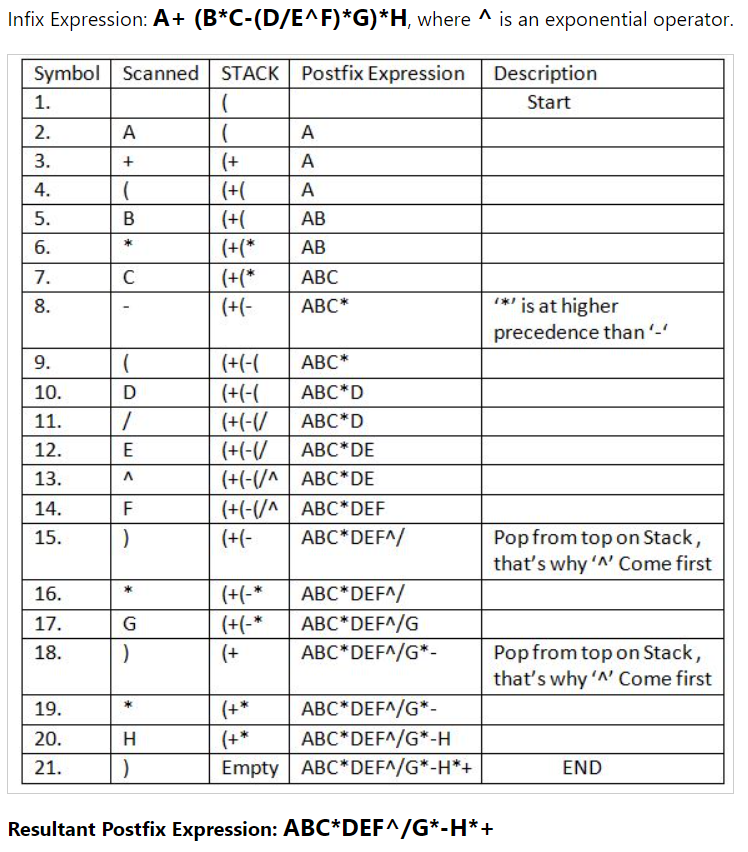 Infix Expression: A+ (B*C-(D/E^F)*G)*H, where ^ is an exponential operator.
Symbol Scanned STACK Postfix Expression Description
1. ( Start
2. A ( A
3. + (+ A
4. ( (+( A
5. B (+( AB
6. * (+(* AB
7. C (+(* ABC
8. - (+(- ABC* ‘*’ is at higher
precedence than ‘-‘
9. ( (+(-( ABC*
10. D (+(-( ABC*D
11. / (+(-(/ ABC*D
12. E (+(-(/ ABC*DE
13. ^ (+(-(/^ ABC*DE
14. F (+(-(/^ ABC*DEF
15. ) (+(- ABC*DEF^/ Pop from top on Stack ,
that’s why ‘^’ Come first
16. * (+(-* ABC*DEF^/
17. G (+(-* ABC*DEF^/G
18. ) (+ ABC*DEF^/G*- Pop from top on Stack ,
that’s why ‘^’ Come first
19. * (+* ABC*DEF^/G*-
20. H (+* ABC*DEF^/G*-H
21. ) Empty ABC*DEF^/G*-H*+ END
Resultant Postfix Expression: ABC*DEF^/G*-H*+